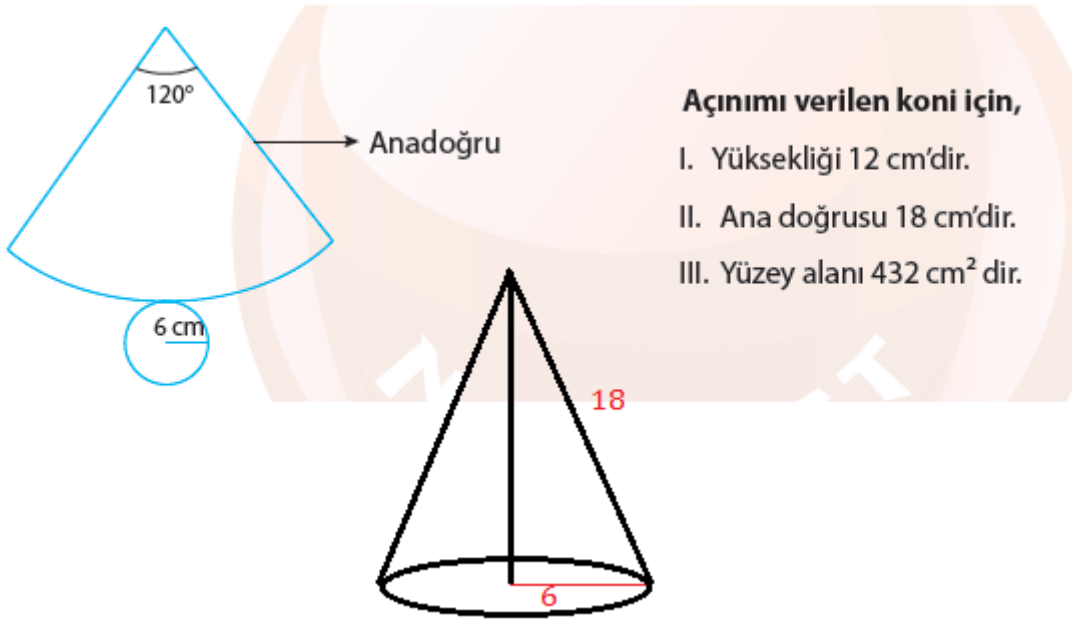 120°
Anadoğru
6 cm
Açınımı verilen koni için,
I. Yüksekliği 12 cm'dir.
II. Ana doğrusu 18 cm'dir.
III. Yüzey alanı 432 cm² dir.
18
6